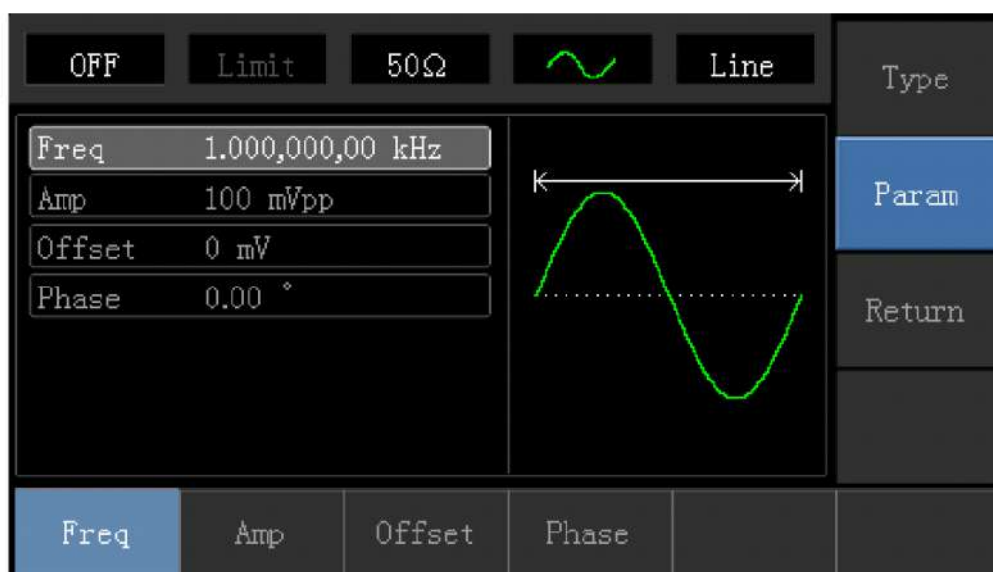 OFF Limit 50Ω Line
Type
Freq 1.000,000,00 kHz
Amp 100 mVpp
Offset 0 mV
Phase 0.00 °
Param
Return
Freq Amp Offset Phase